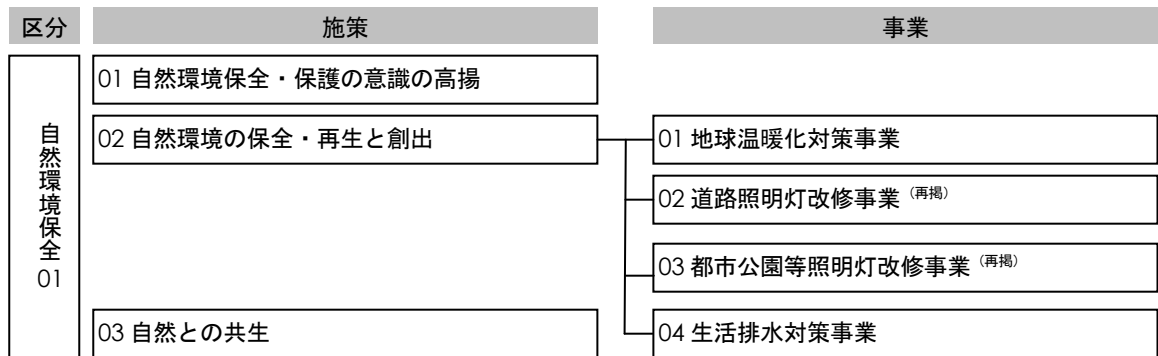 区分 施策 事業
自然環境保全 01
01 自然環境保全・保護の意識の高揚
02 自然環境の保全・再生と創出
01 地球温暖化対策事業
02 道路照明灯改修事業（再掲）
03 都市公園等照明灯改修事業（再掲）
03 自然との共生
04 生活排水対策事業